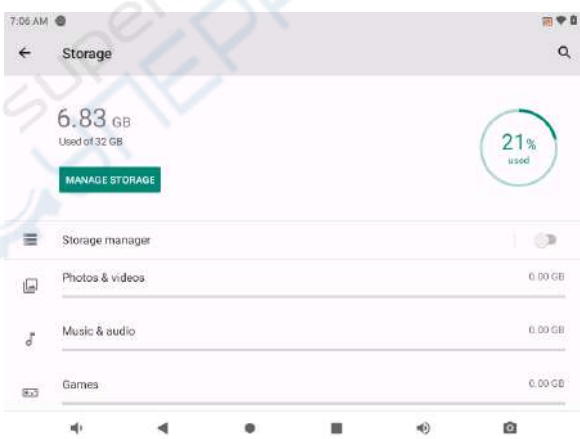 7:06 AM
Storage
6.83 GB
Used of 32 GB
21%
used
MANAGE STORAGE
Storage manager
Photos & videos
0.00 GB
Music & audio
0.00 GB
Games
0.00 GB